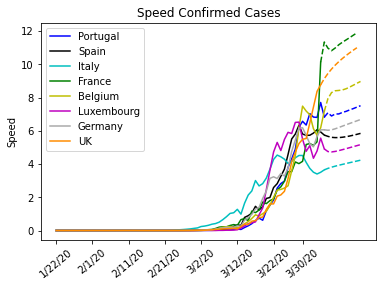 Speed Confirmed Cases
12
10
8
6
4
2
0
Speed
Portugal
Spain
Italy
France
Belgium
Luxembourg
Germany
UK
1/22/20
2/1/20
2/11/20
2/21/20
3/2/20
3/12/20
3/22/20
3/30/20